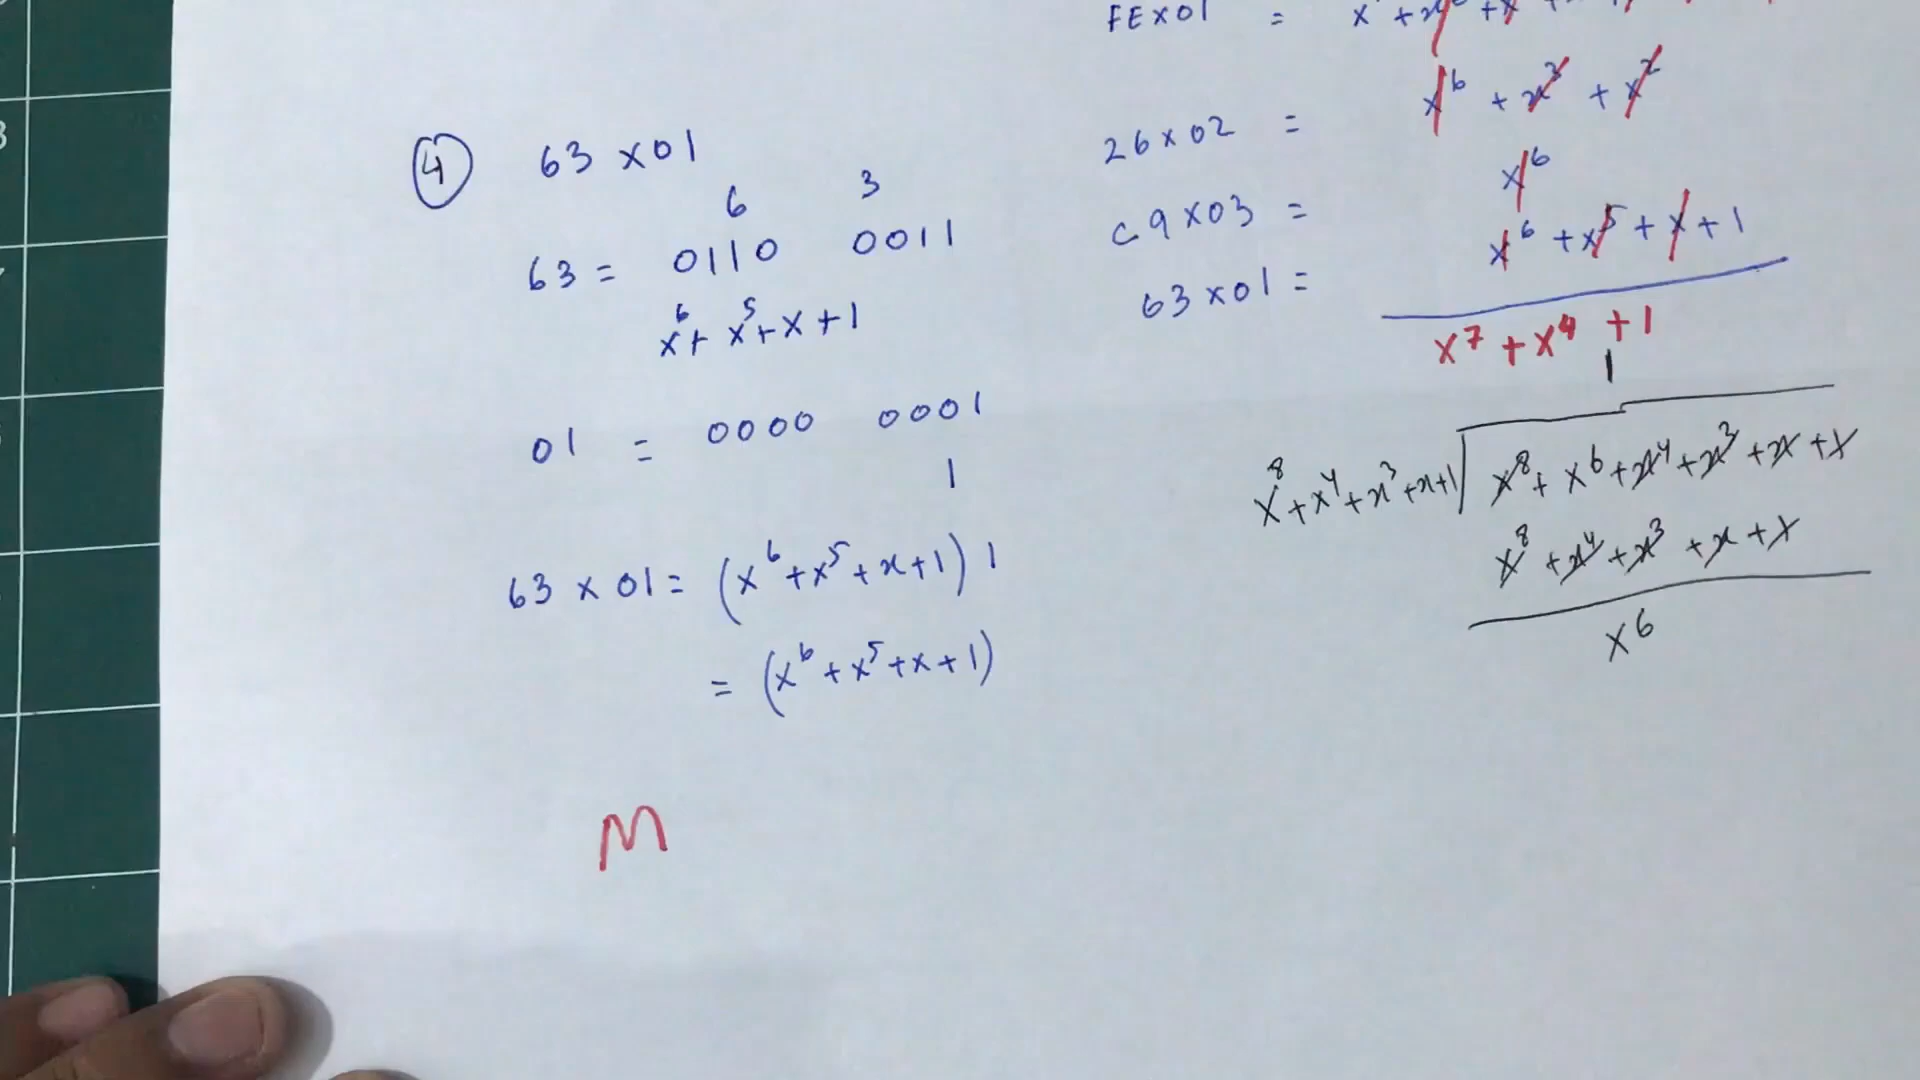 ④ 63 x 01
6 3
63 = 0110 0011
x⁶ + x⁵ + x + 1
01 = 0000 0001
1
63 x 01 = (x⁶ + x⁵ + x + 1) 1
= (x⁶ + x⁵ + x + 1)
M
FE x 01 =
26 x 02 = x⁶ + x³ + x²
C9 x 03 = x⁶
63 x 01 = x⁶ + x⁵ + x + 1
x⁷ + x⁴ + 1
1
x⁸ + x⁴ + x³ + x + 1 x⁸ + x⁶ + x⁴ + x³ + x + 1
x⁸ + x⁴ + x³ + x + 1
x⁶